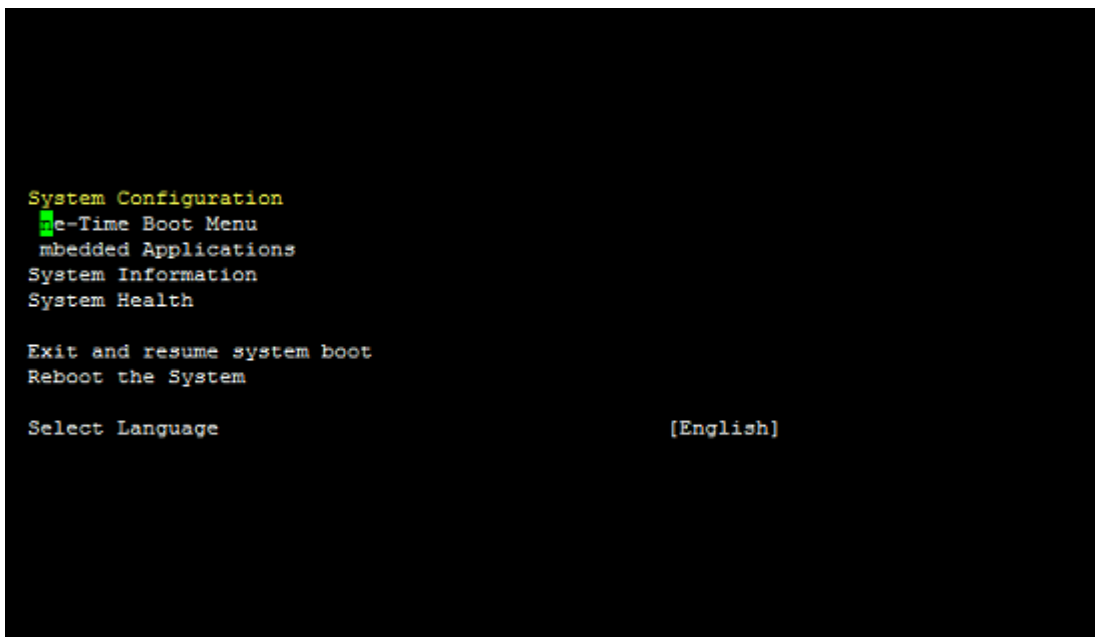 System Configuration
ne-Time Boot Menu
mbedded Applications
System Information
System Health
Exit and resume system boot
Reboot the System
Select Language [English]